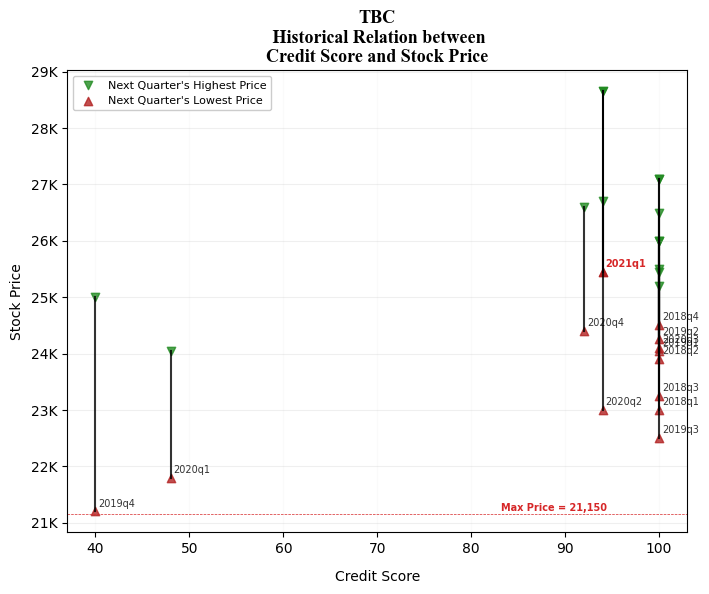 TBC
Historical Relation between
Credit Score and Stock Price
Next Quarter's Highest Price
Next Quarter's Lowest Price
29K
28K
27K
26K
25K
24K
23K
22K
21K
Stock Price
2021q1
2018q4
2020q4
2019q2
2018q2
2018q3
2020q2
2018q1
2019q3
2020q1
2019q4
Max Price = 21,150
40
50
60
70
80
90
100
Credit Score